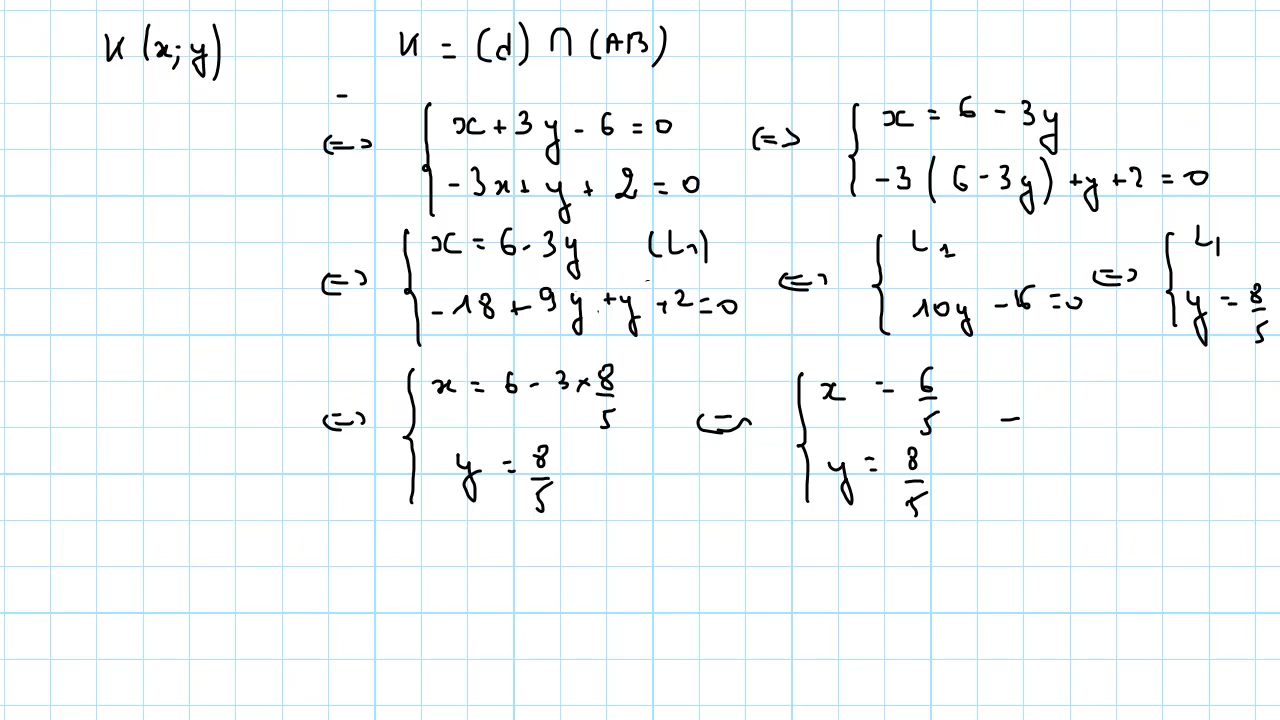 K (x; y) K = (d) ∩ (AB)
⟺ { x + 3y - 6 = 0 ⟺ { x = 6 - 3y
-3x + y + 2 = 0 -3 (6 - 3y) + y + 2 = 0
⟺ { x = 6 - 3y (L1) ⟺ { L1 ⟺ { L1
-18 + 9y + y + 2 = 0 10y - 16 = 0 y = 8/5
⟺ { x = 6 - 3 × 8/5 ⟺ { x = 6/5 -
y = 8/5 y = 8/5